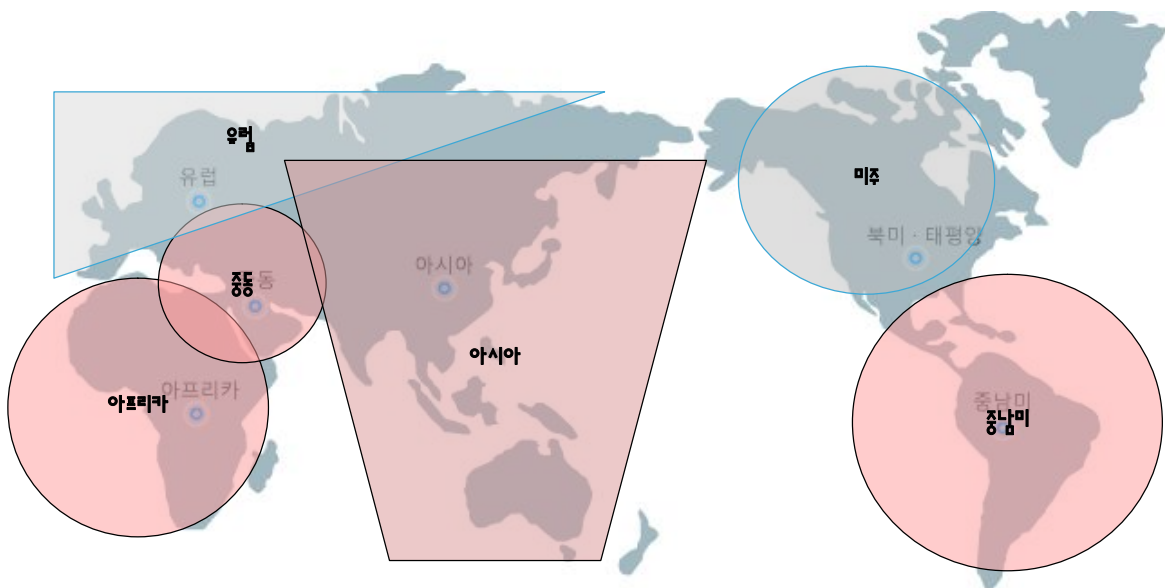 유럽
유럽
미주
북미 · 태평양
아시아
중동
동
아시아
아프리카
아프리카
중남미
중남미